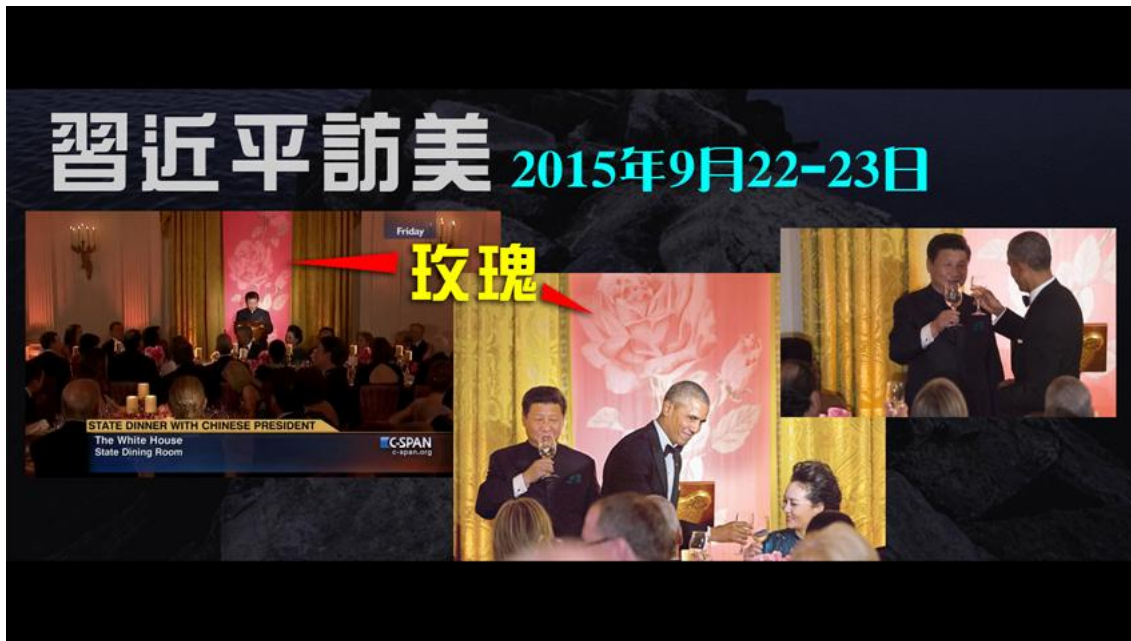 習近平訪美 2015年9月22-23日
Friday
玫瑰
STATE DINNER WITH CHINESE PRESIDENT
The White House
State Dining Room
C-SPAN
c-span.org